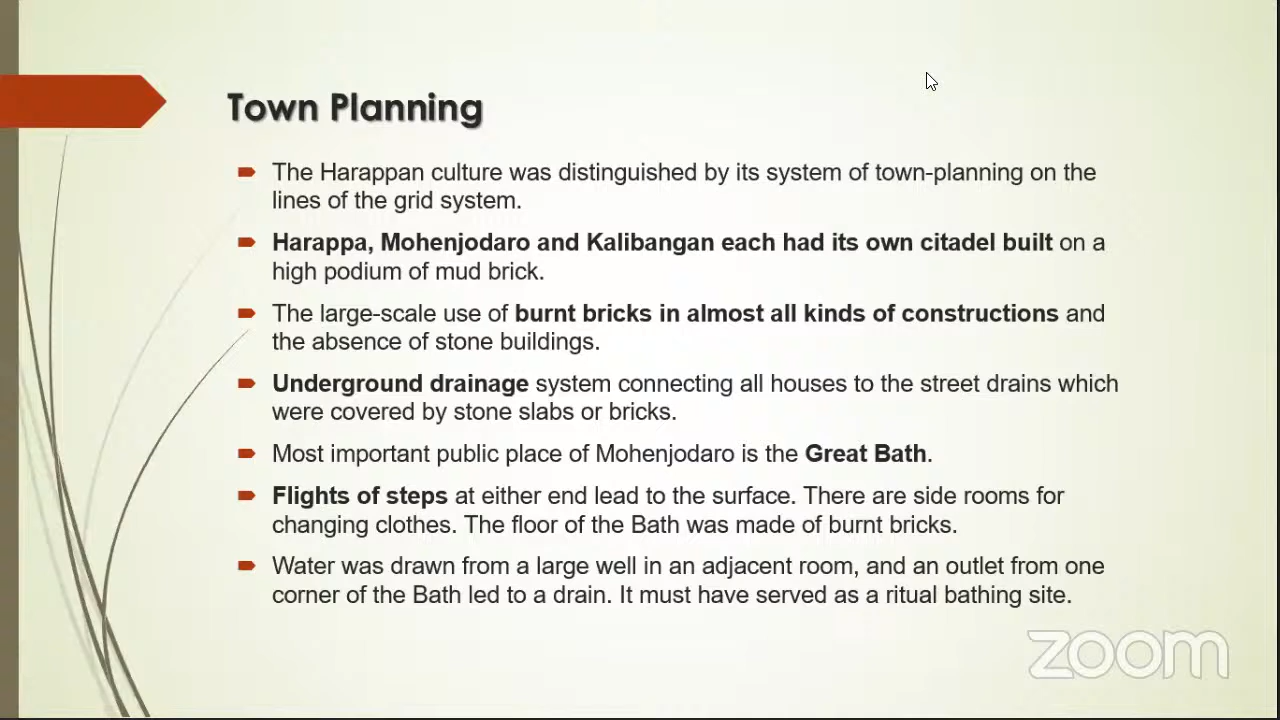 Town Planning
The Harappan culture was distinguished by its system of town-planning on the
lines of the grid system.
Harappa, Mohenjodaro and Kalibangan each had its own citadel built on a
high podium of mud brick.
The large-scale use of burnt bricks in almost all kinds of constructions and
the absence of stone buildings.
Underground drainage system connecting all houses to the street drains which
were covered by stone slabs or bricks.
Most important public place of Mohenjodaro is the Great Bath.
Flights of steps at either end lead to the surface. There are side rooms for
changing clothes. The floor of the Bath was made of burnt bricks.
Water was drawn from a large well in an adjacent room, and an outlet from one
corner of the Bath led to a drain. It must have served as a ritual bathing site.
zoom